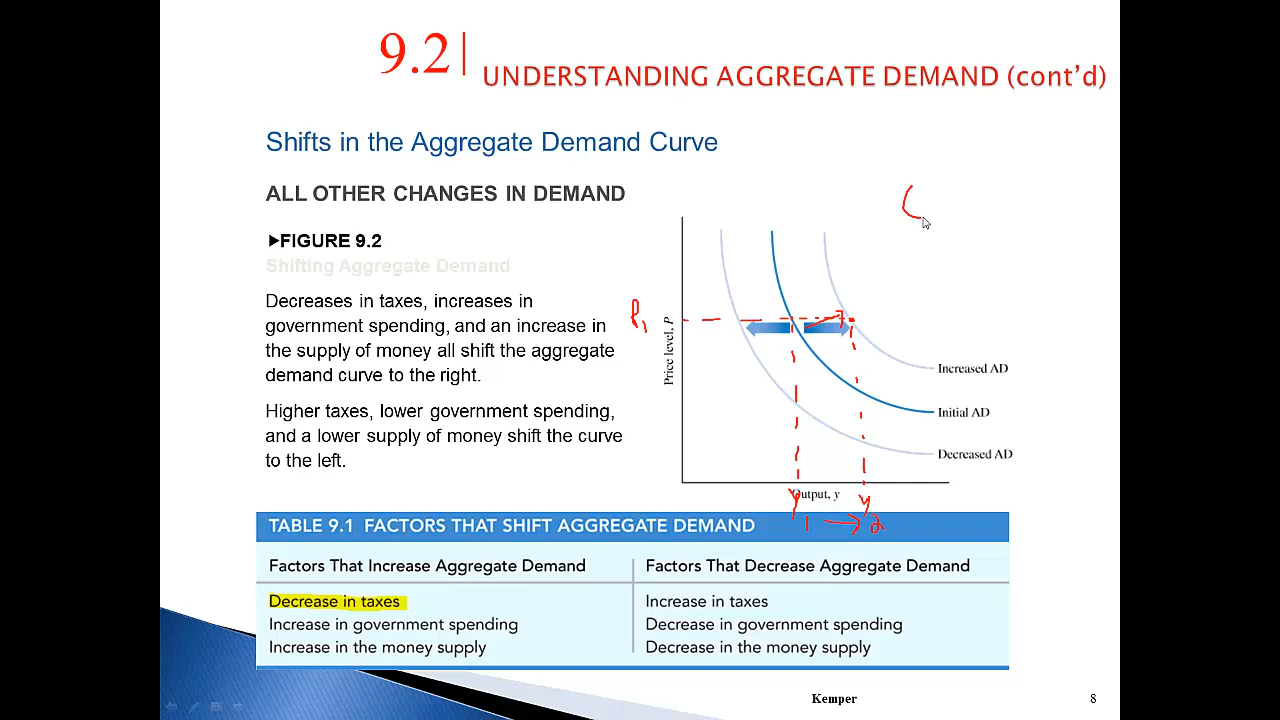 9.2| UNDERSTANDING AGGREGATE DEMAND (cont'd)
Shifts in the Aggregate Demand Curve
ALL OTHER CHANGES IN DEMAND
▶FIGURE 9.2
Shifting Aggregate Demand
Decreases in taxes, increases in
government spending, and an increase in
the supply of money all shift the aggregate
demand curve to the right.
Higher taxes, lower government spending,
and a lower supply of money shift the curve
to the left.
P1
Price level, P
Increased AD
Initial AD
Decreased AD
Output, y
y1 → y2
TABLE 9.1 FACTORS THAT SHIFT AGGREGATE DEMAND
Factors That Increase Aggregate Demand
Factors That Decrease Aggregate Demand
Decrease in taxes
Increase in taxes
Increase in government spending
Decrease in government spending
Increase in the money supply
Decrease in the money supply
Kemper
8